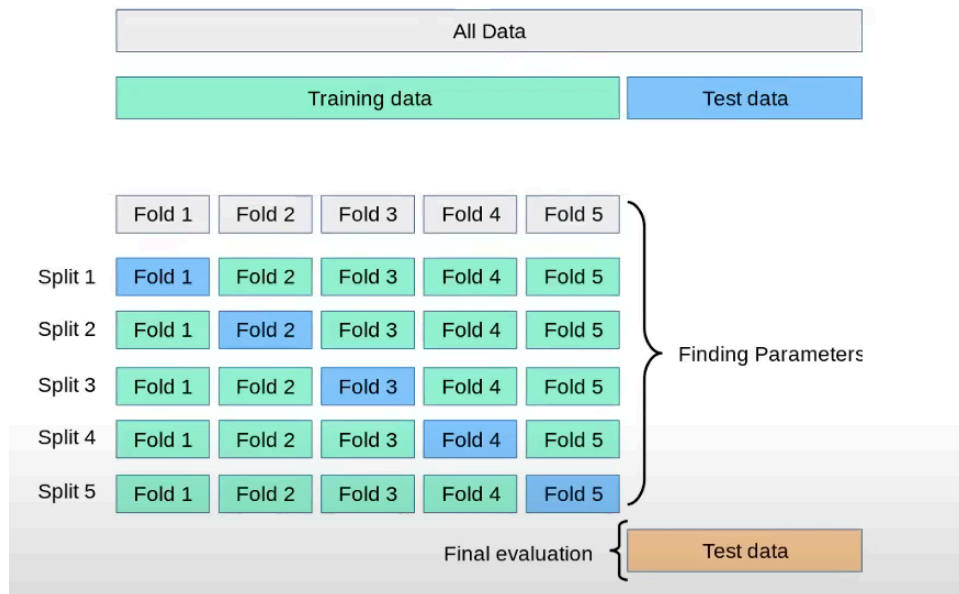 All Data
Training data Test data
Fold 1 Fold 2 Fold 3 Fold 4 Fold 5
Split 1 Fold 1 Fold 2 Fold 3 Fold 4 Fold 5
Split 2 Fold 1 Fold 2 Fold 3 Fold 4 Fold 5
Finding Parameters
Split 3 Fold 1 Fold 2 Fold 3 Fold 4 Fold 5
Split 4 Fold 1 Fold 2 Fold 3 Fold 4 Fold 5
Split 5 Fold 1 Fold 2 Fold 3 Fold 4 Fold 5
Final evaluation Test data